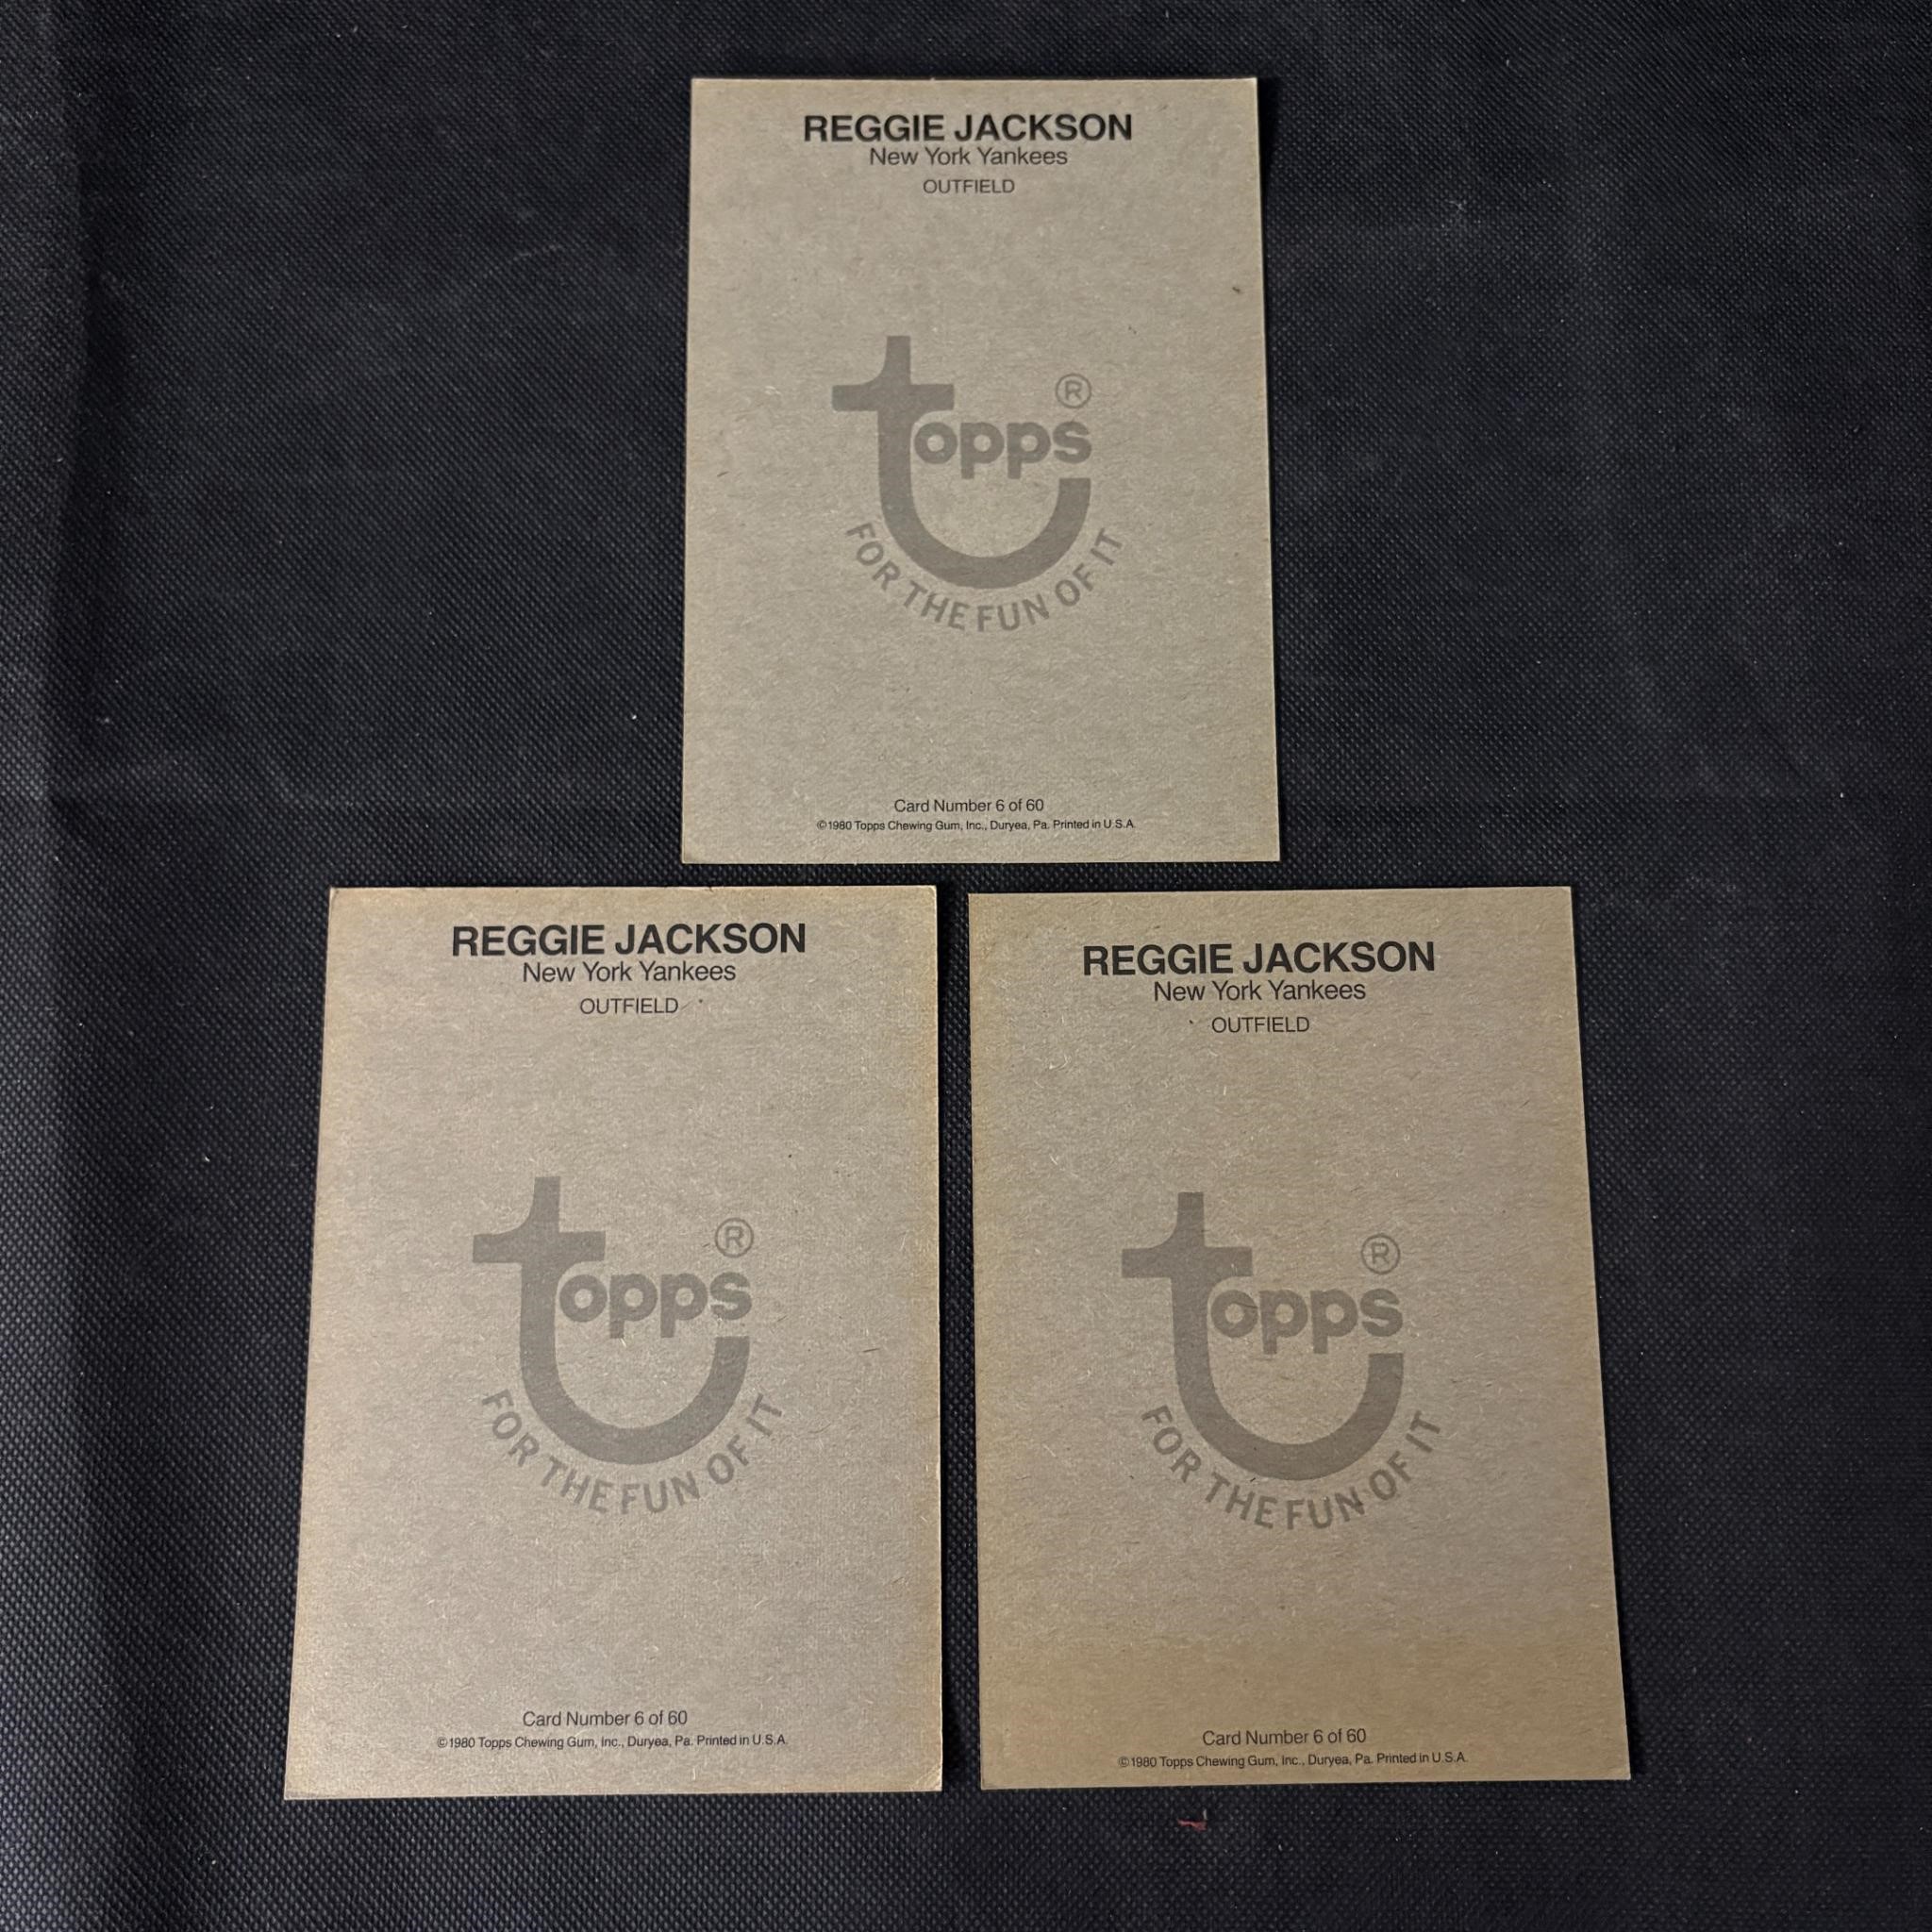 REGGIE JACKSON
New York Yankees
OUTFIELD
topps ®
FOR THE FUN OF IT
Card Number 6 of 60
©1980 Topps Chewing Gum, Inc., Duryea, Pa. Printed in U.S.A.
REGGIE JACKSON
New York Yankees
OUTFIELD
topps ®
FOR THE FUN OF IT
Card Number 6 of 60
©1980 Topps Chewing Gum, Inc., Duryea, Pa. Printed in U.S.A.
REGGIE JACKSON
New York Yankees
OUTFIELD
topps ®
FOR THE FUN OF IT
Card Number 6 of 60
©1980 Topps Chewing Gum, Inc., Duryea, Pa. Printed in U.S.A.